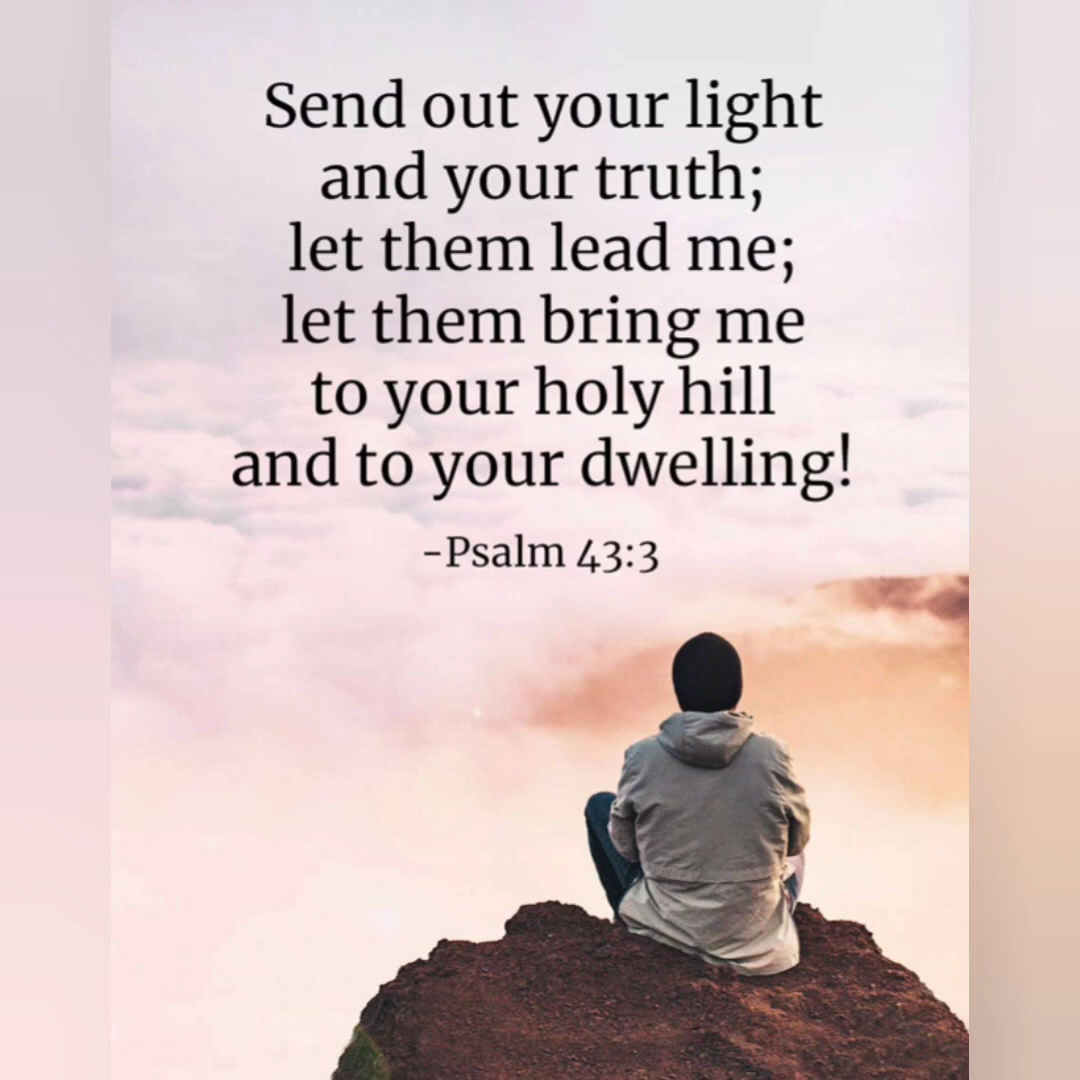 Send out your light
and your truth;
let them lead me;
let them bring me
to your holy hill
and to your dwelling!
-Psalm 43:3